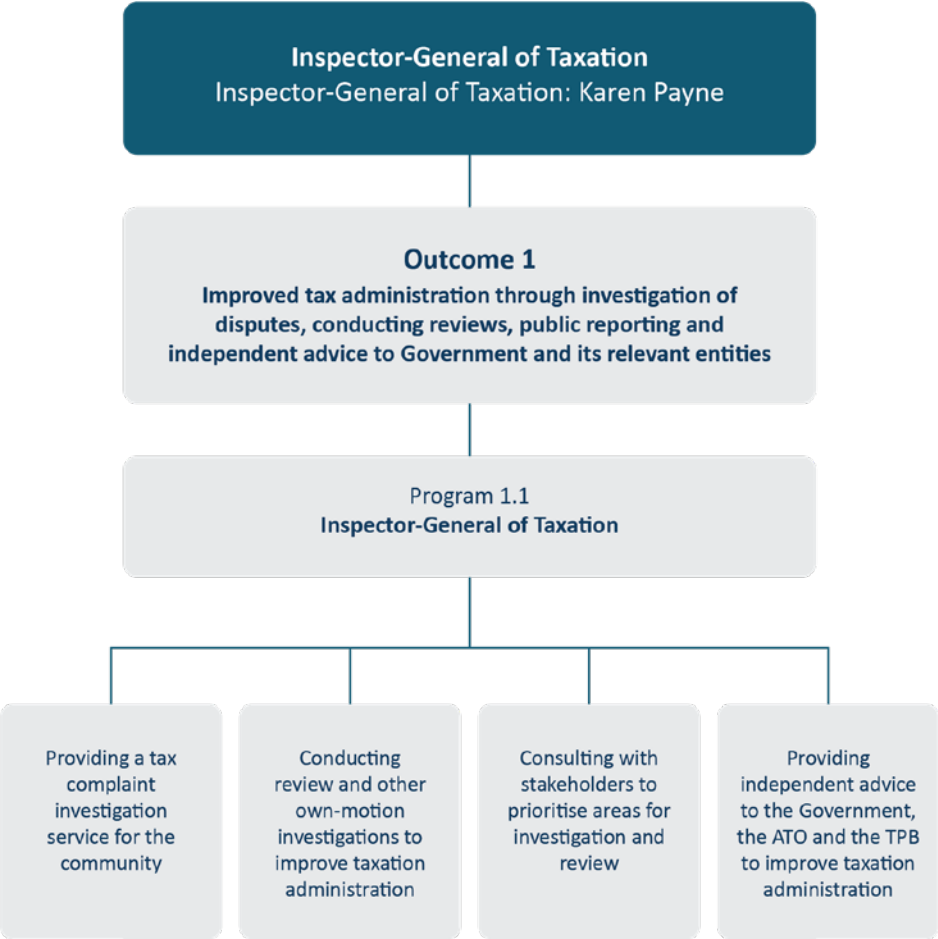 Inspector-General of Taxation
Inspector-General of Taxation: Karen Payne
Outcome 1
Improved tax administration through investigation of
disputes, conducting reviews, public reporting and
independent advice to Government and its relevant entities
Program 1.1
Inspector-General of Taxation
Providing a tax
complaint
investigation
service for the
community
Conducting
review and other
own-motion
investigations to
improve taxation
administration
Consulting with
stakeholders to
prioritise areas for
investigation and
review
Providing
independent advice
to the Government,
the ATO and the TPB
to improve taxation
administration